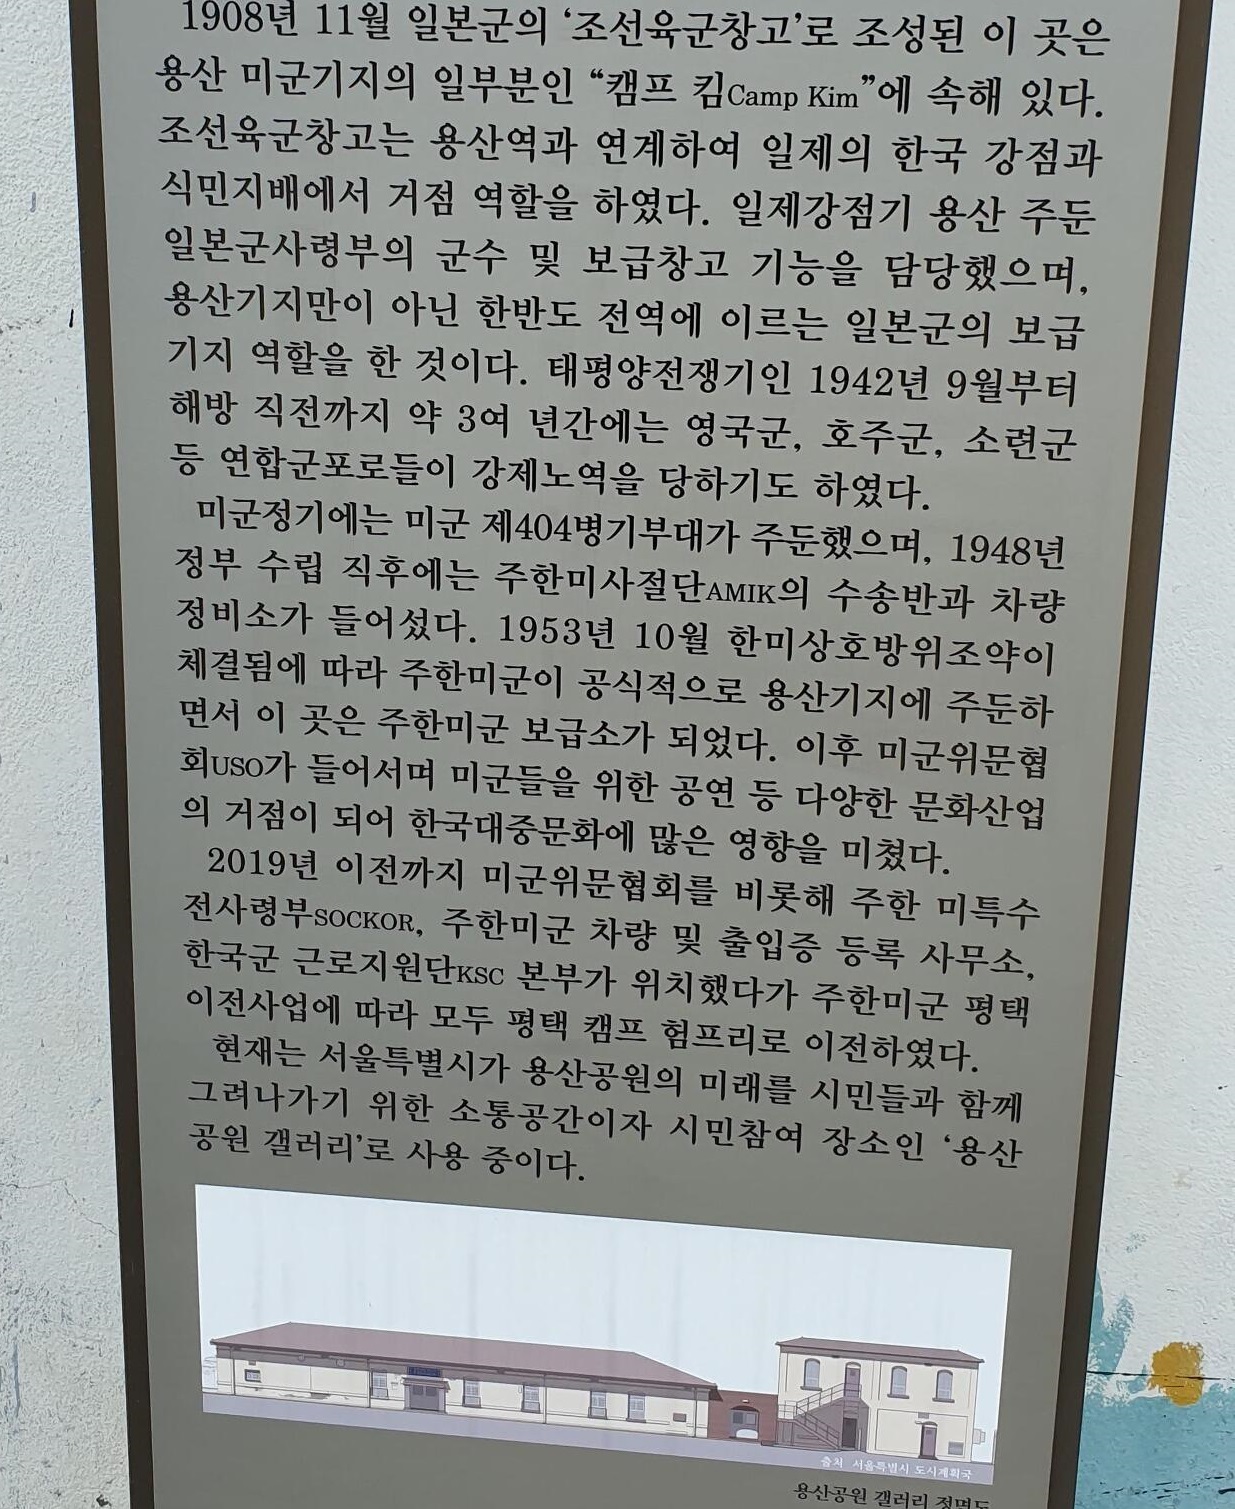 1908년 11월 일본군의 ‘조선육군창고’로 조성된 이 곳은
용산 미군기지의 일부분인 “캠프 킴Camp Kim”에 속해 있다.
조선육군창고는 용산역과 연계하여 일제의 한국 강점과
식민지배에서 거점 역할을 하였다. 일제강점기 용산 주둔
일본군사령부의 군수 및 보급창고 기능을 담당했으며,
용산기지만이 아닌 한반도 전역에 이르는 일본군의 보급
기지 역할을 한 것이다. 태평양전쟁기인 1942년 9월부터
해방 직전까지 약 3여 년간에는 영국군, 호주군, 소련군
등 연합군포로들이 강제노역을 당하기도 하였다.
미군정기에는 미군 제404병기부대가 주둔했으며, 1948년
정부 수립 직후에는 주한미사절단AMIK의 수송반과 차량
정비소가 들어섰다. 1953년 10월 한미상호방위조약이
체결됨에 따라 주한미군이 공식적으로 용산기지에 주둔하
면서 이 곳은 주한미군 보급소가 되었다. 이후 미군위문협
회USO가 들어서며 미군들을 위한 공연 등 다양한 문화산업
의 거점이 되어 한국대중문화에 많은 영향을 미쳤다.
2019년 이전까지 미군위문협회를 비롯해 주한 미특수
전사령부SOCKOR, 주한미군 차량 및 출입증 등록 사무소,
한국군 근로지원단KSC 본부가 위치했다가 주한미군 평택
이전사업에 따라 모두 평택 캠프 험프리로 이전하였다.
현재는 서울특별시가 용산공원의 미래를 시민들과 함께
그려나가기 위한 소통공간이자 시민참여 장소인 ‘용산
공원 갤러리’로 사용 중이다.
출처 서울특별시 도시계획국
용산공원 갤러리 정면도